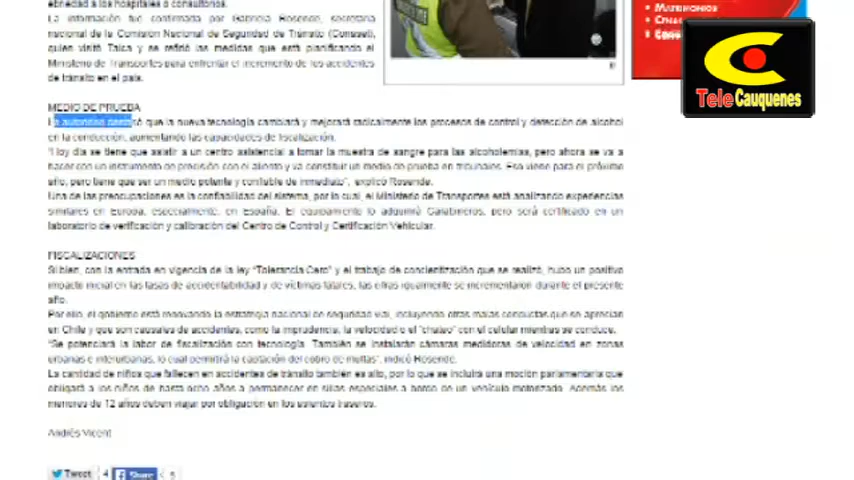 ebriedad a los hospitales o consultorios.
La información fue confirmada por Gabriela Rosende, secretaria
nacional de la Comisión Nacional de Seguridad de Tránsito (Conaset),
quien visitó Talca y se refirió las medidas que está planificando el
Ministerio de Transportes para enfrentar el incremento de los accidentes
de tránsito en el país.
MEDIO DE PRUEBA
La autoridad destacó que la nueva tecnología cambiará y mejorará radicalmente los procesos de control y detección de alcohol
en la conducción, aumentando las capacidades de fiscalización.
"Hoy día se tiene que asistir a un centro asistencial a tomar la muestra de sangre para las alcoholemias, pero ahora se va a
hacer con un instrumento de precisión con el aliento y va constituir un medio de prueba en tribunales. Eso viene para el próximo
año, pero tiene que ser un medio potente y confiable de inmediato", explicó Rosende.
Una de las preocupaciones es la confiabilidad del sistema, por lo cual, el Ministerio de Transportes está analizando experiencias
similares en Europa, especialmente, en España. El equipamiento lo adquirirá Carabineros, pero será certificado en un
laboratorio de verificación y calibración del Centro de Control y Certificación Vehicular.
FISCALIZACIONES
Si bien, con la entrada en vigencia de la ley "Tolerancia Cero" y el trabajo de concientización que se realizó, hubo un positivo
impacto inicial en las tasas de accidentabilidad y de víctimas fatales, las cifras igualmente se incrementaron durante el presente
año.
Por ello, el gobierno está renovando la estrategia nacional de seguridad vial, incluyendo otras malas conductas que se aprecian
en Chile y que son causales de accidentes, como la imprudencia, la velocidad o el "chateo" con el celular mientras se conduce.
"Se potenciará la labor de fiscalización con tecnología. También se instalarán cámaras medidoras de velocidad en zonas
urbanas e interurbanas, lo cual permitirá la captación del cobro de multas", indicó Rosende.
La cantidad de niños que fallecen en accidentes de tránsito también es alto, por lo que se incluirá una moción parlamentaria que
obligará a los niños de hasta ocho años a permanecer en sillas especiales a bordo de un vehículo motorizado. Además los
menores de 12 años deben viajar por obligación en los asientos traseros.
Andrés Vicent
Tweet 4 Share 5
Matrimonios
Tele Cauquenes